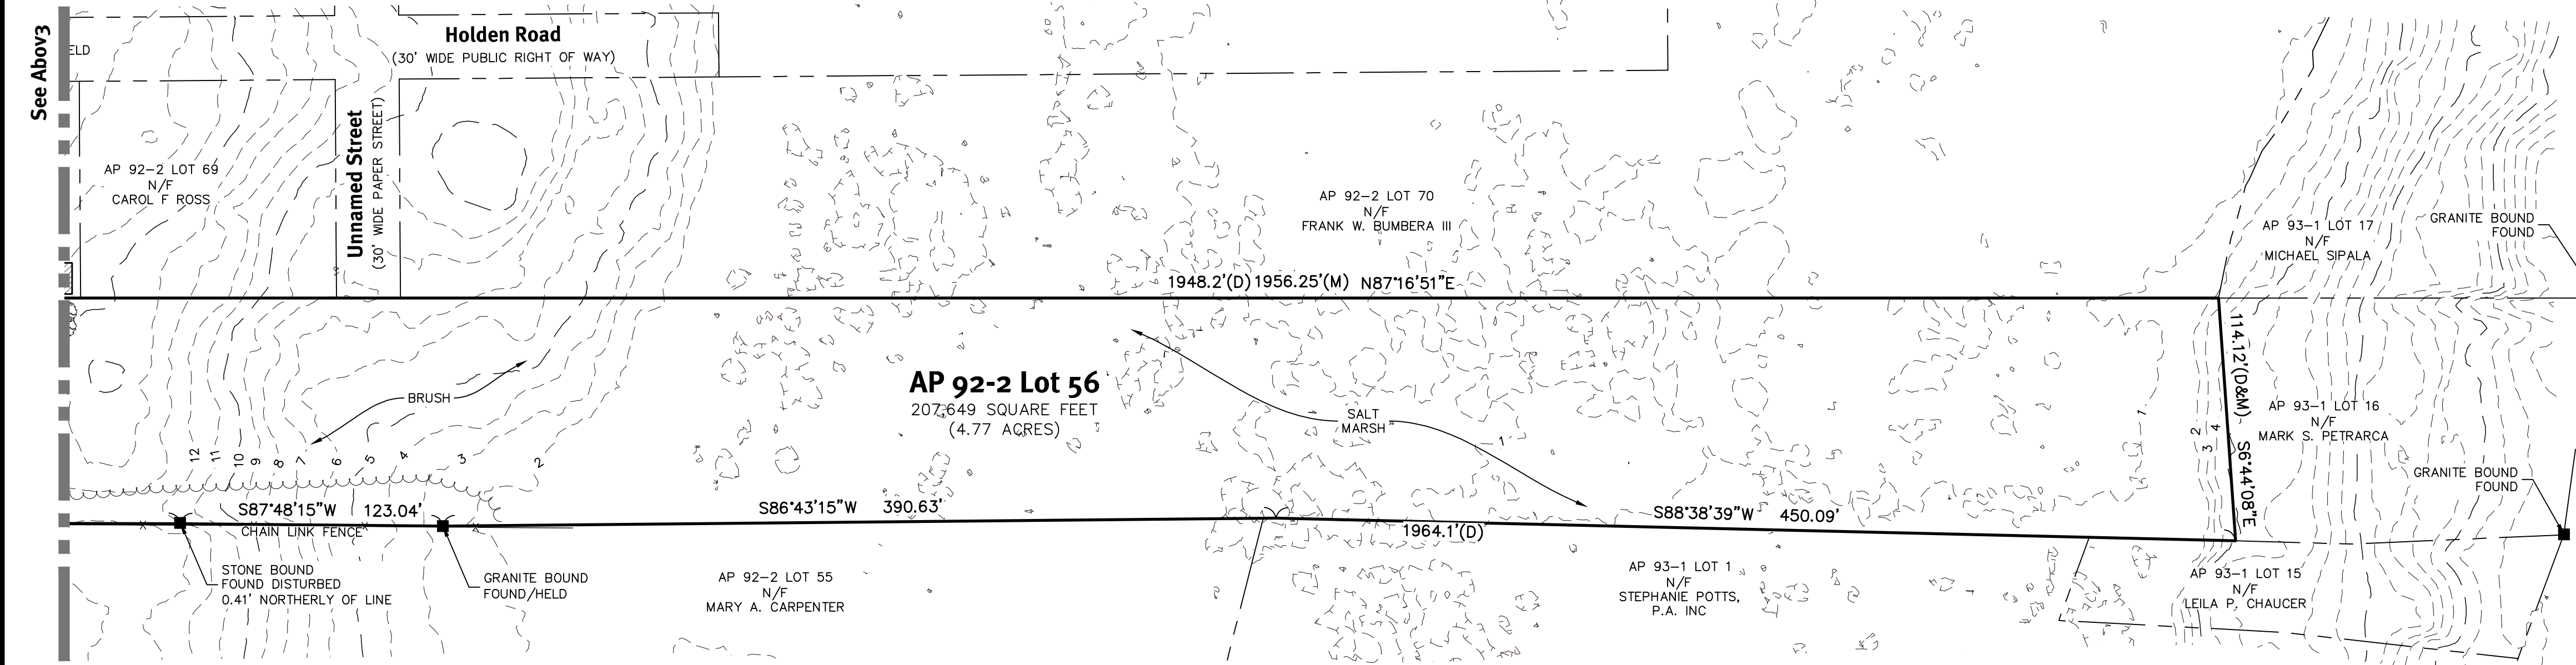 See Abov3
ELD
Holden Road
(30' WIDE PUBLIC RIGHT OF WAY)
Unnamed Street
(30' WIDE PAPER STREET)
AP 92-2 LOT 69
N/F
CAROL F ROSS
AP 92-2 LOT 70
N/F
FRANK W. BUMBERA III
AP 93-1 LOT 17
N/F
MICHAEL SIPALA
GRANITE BOUND
FOUND
1948.2'(D) 1956.25'(M) N87°16'51"E
114.12'(D&M) S6°44'08"E
BRUSH
AP 92-2 Lot 56
207,649 SQUARE FEET
(4.77 ACRES)
SALT
MARSH
AP 93-1 LOT 16
N/F
MARK S. PETRARCA
GRANITE BOUND
FOUND
12
11
10
9
8
7
6
5
4
3
2
1
1
2
3
4
S87°48'15"W 123.04'
CHAIN LINK FENCE
S86°43'15"W 390.63'
S88°38'39"W 450.09'
1964.1'(D)
STONE BOUND
FOUND DISTURBED
0.41' NORTHERLY OF LINE
GRANITE BOUND
FOUND/HELD
AP 92-2 LOT 55
N/F
MARY A. CARPENTER
AP 93-1 LOT 1
N/F
STEPHANIE POTTS,
P.A. INC
AP 93-1 LOT 15
N/F
LEILA P. CHAUCER